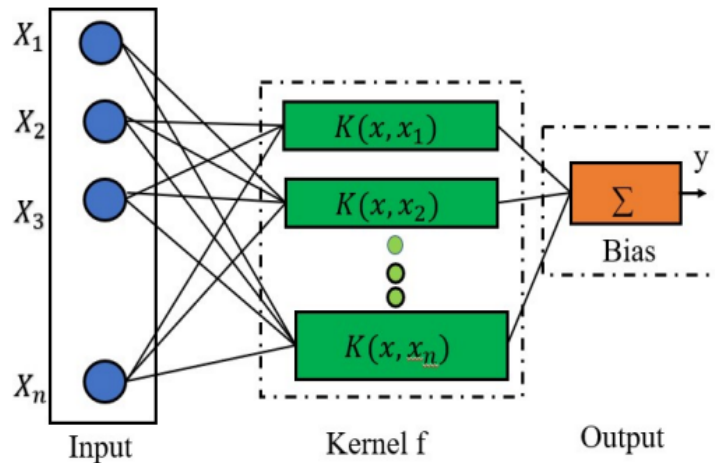 X₁
X₂
X₃
Xₙ
Input
K(x, x₁)
K(x, x₂)
K(x, xₙ)
Kernel f
∑
y
Bias
Output